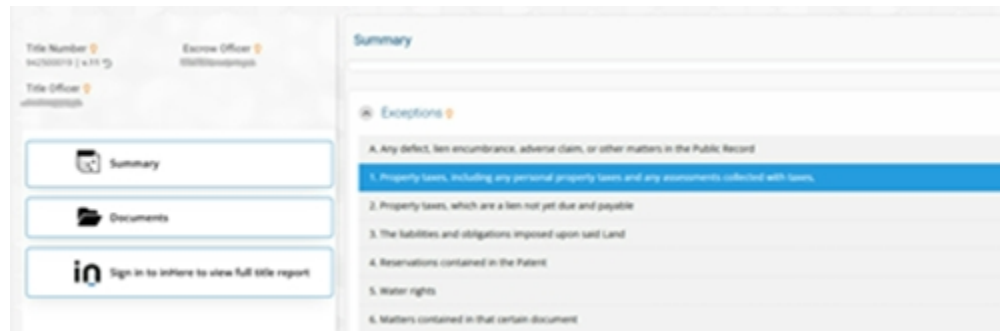 Title Number
Escrow Officer
Title Officer
Summary
Documents
in Sign in to inHere to view full title report
Summary
Exceptions
A. Any defect, lien encumbrance, adverse claim, or other matters in the Public Record
1. Property taxes, including any personal property taxes and any assessments collected with taxes.
2. Property taxes, which are a lien not yet due and payable
3. The liabilities and obligations imposed upon said Land
4. Reservations contained in the Patent
5. Water rights
6. Matters contained in that certain document